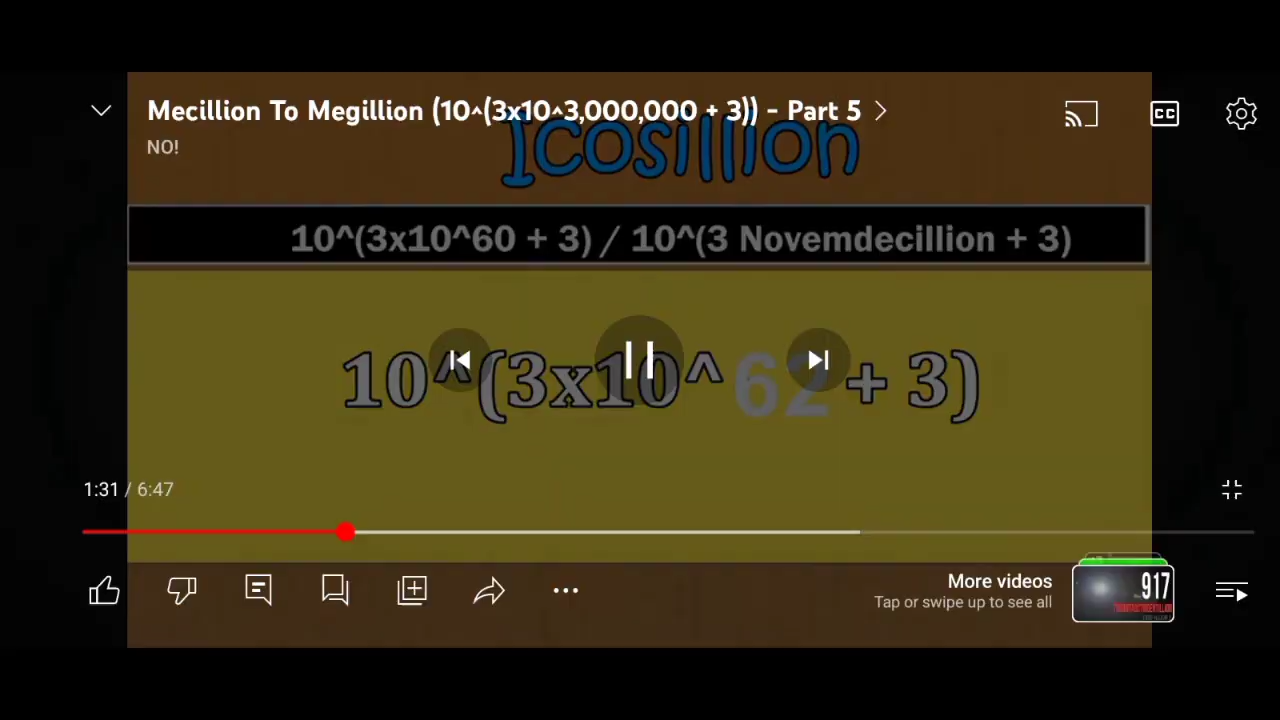 Mecillion To Megillion (10^(3x10^3,000,000 + 3)) - Part 5
NO!
CC
Icosillion
10^(3x10^60 + 3) / 10^(3 Novemdecillion + 3)
10^(3x10^62 + 3)
1:31 / 6:47
More videos
Tap or swipe up to see all
917